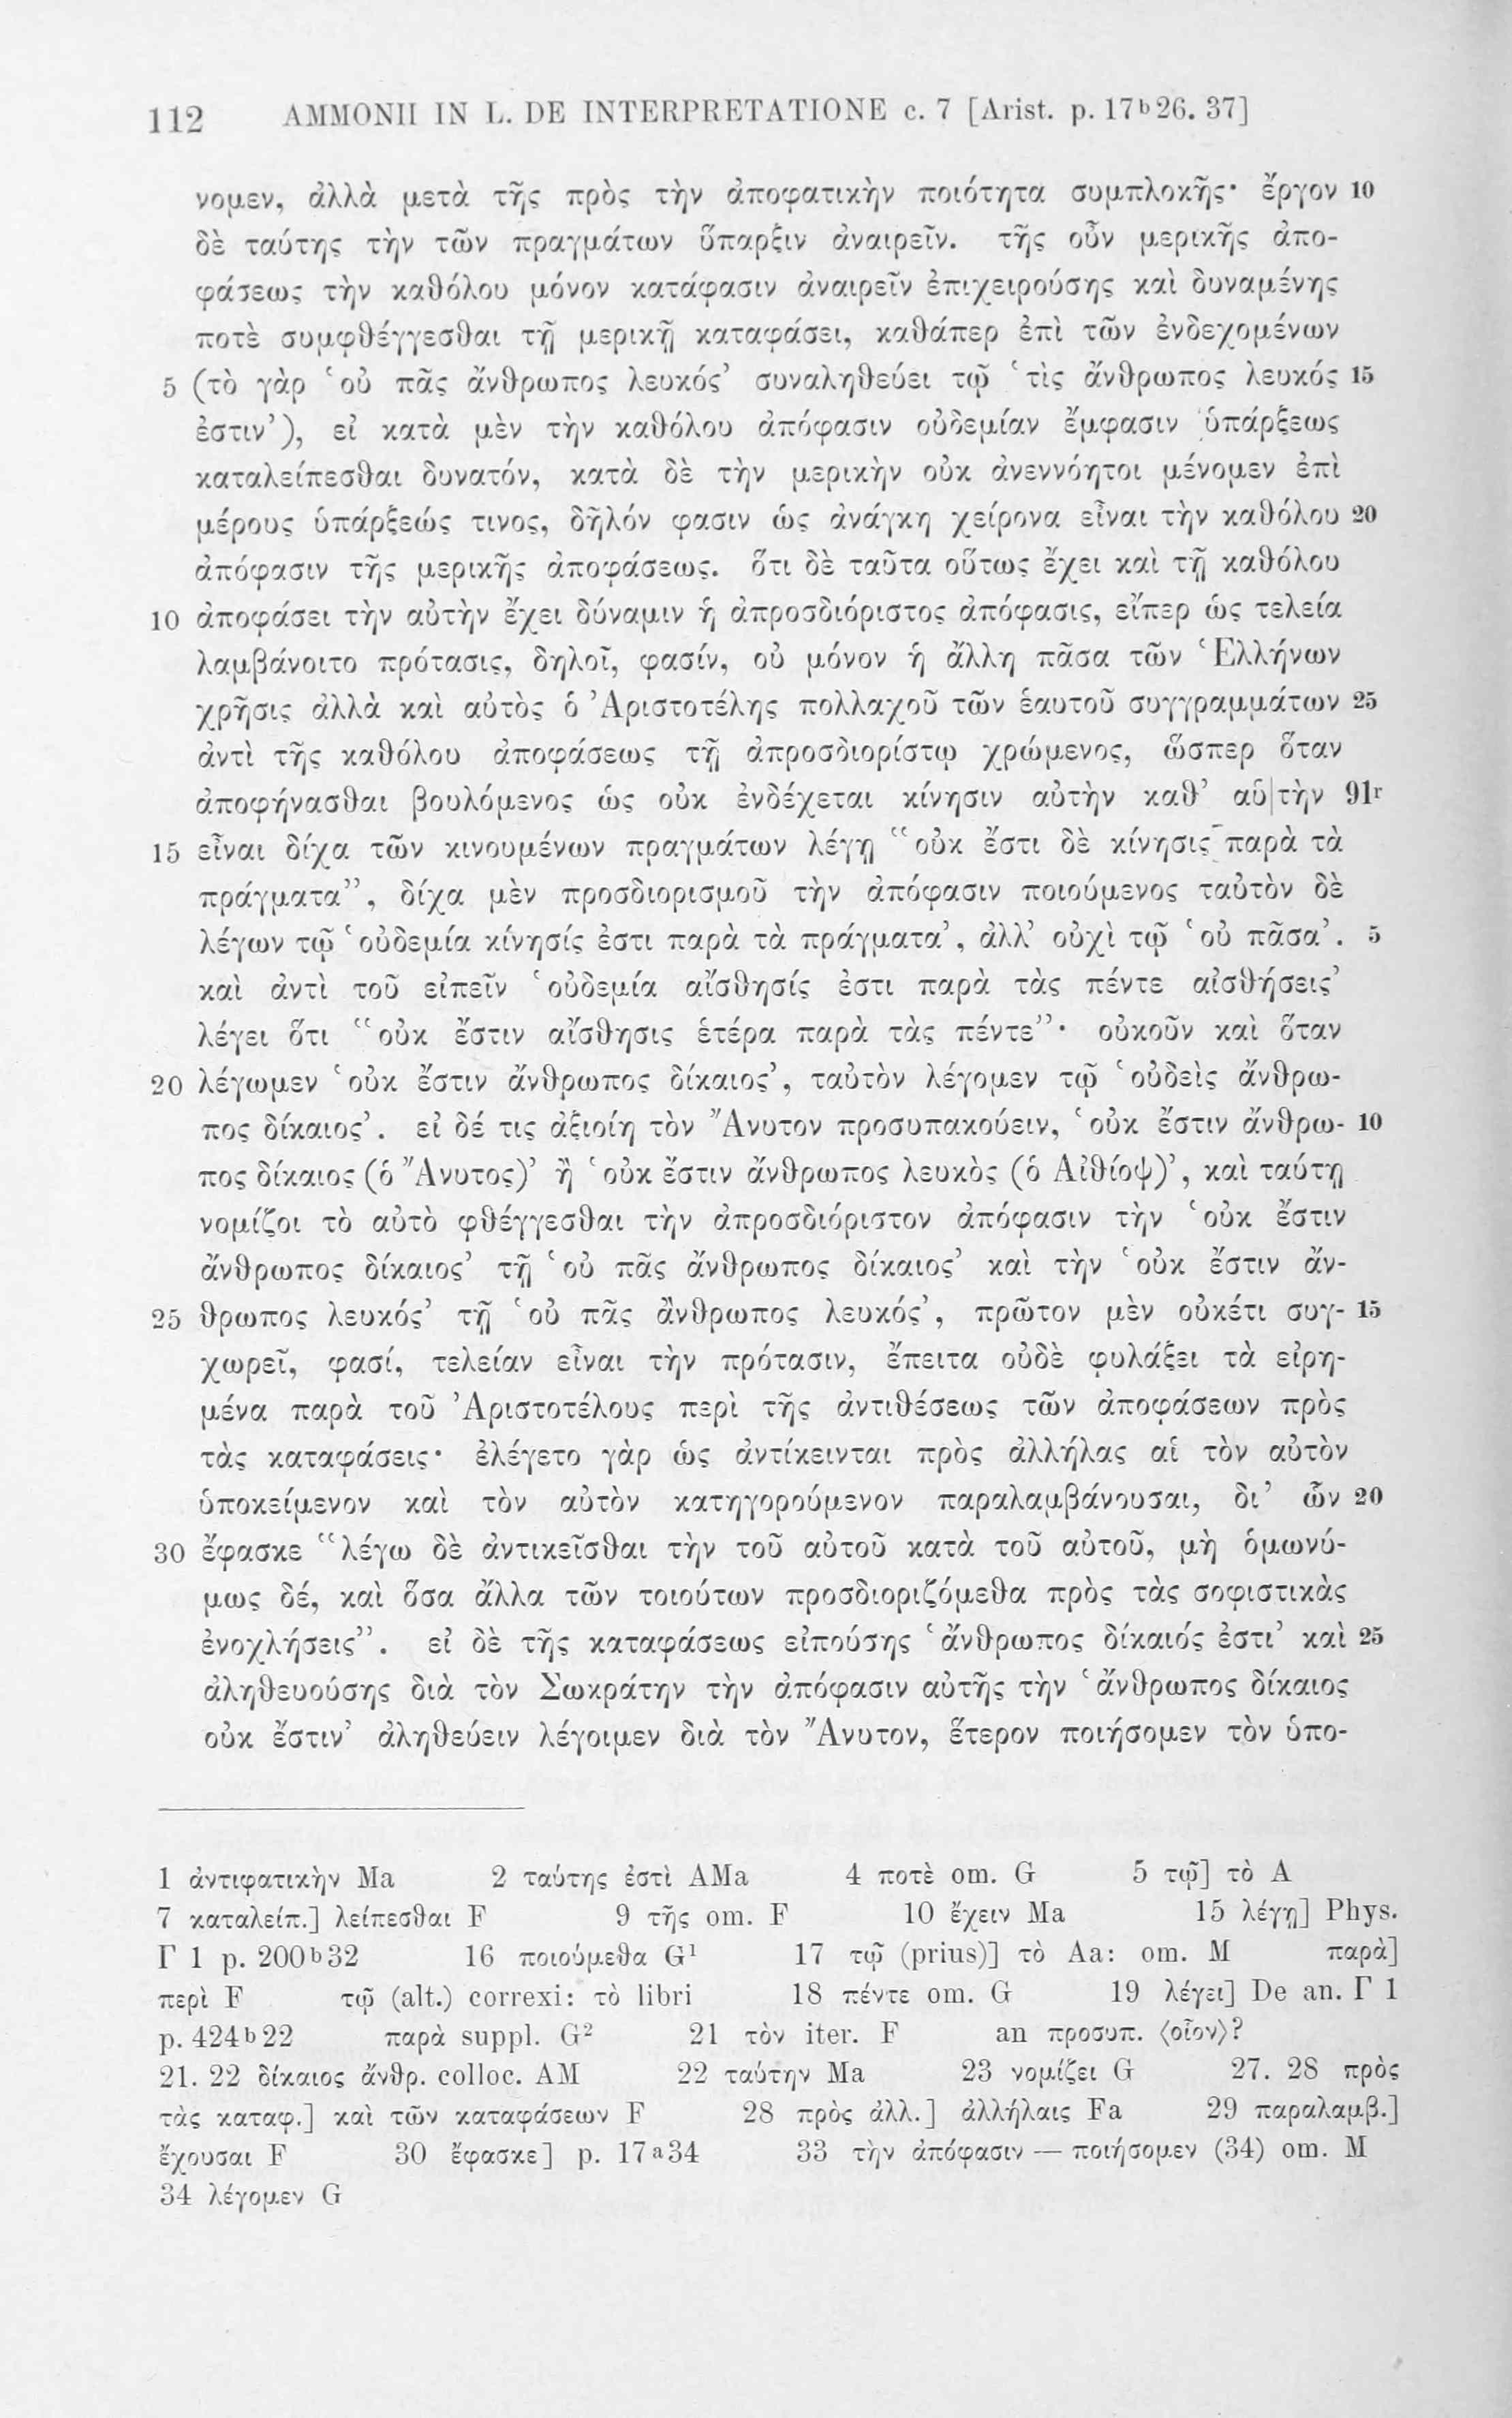 112 AMMONII IN L. DE INTERPRETATIONE c. 7 [Arist. p. 17ᵇ26. 37]
νομεν, ἀλλὰ μετὰ τῆς πρὸς τὴν ἀποφατικὴν ποιότητα συμπλοκῆς· ἔργον 10
δὲ ταύτης τὴν τῶν πραγμάτων ὕπαρξιν ἀναιρεῖν. τῆς οὖν μερικῆς ἀπο-
φάσεως τὴν καθόλου μόνον κατάφασιν ἀναιρεῖν ἐπιχειρούσης καὶ δυναμένης
ποτὲ συμφθέγγεσθαι τῇ μερικῇ καταφάσει, καθάπερ ἐπὶ τῶν ἐνδεχομένων
5 (τὸ γὰρ ‘οὐ πᾶς ἄνθρωπος λευκός’ συναληθεύει τῷ ‘τὶς ἄνθρωπος λευκός 15
ἐστιν’), εἰ κατὰ μὲν τὴν καθόλου ἀπόφασιν οὐδεμίαν ἔμφασιν ὑπάρξεως
καταλείπεσθαι δυνατόν, κατὰ δὲ τὴν μερικὴν οὐκ ἀνεννόητοι μένομεν ἐπὶ
μέρους ὑπάρξεώς τινος, δῆλόν φασιν ὡς ἀνάγκη χείρονα εἶναι τὴν καθόλου 20
ἀπόφασιν τῆς μερικῆς ἀποφάσεως. ὅτι δὲ ταῦτα οὕτως ἔχει καὶ τῇ καθόλου
10 ἀποφάσει τὴν αὐτὴν ἔχει δύναμιν ἡ ἀπροσδιόριστος ἀπόφασις, εἴπερ ὡς τελεία
λαμβάνοιτο πρότασις, δηλοῖ, φασίν, οὐ μόνον ἡ ἄλλη πᾶσα τῶν Ἑλλήνων
χρῆσις ἀλλὰ καὶ αὐτὸς ὁ Ἀριστοτέλης πολλαχοῦ τῶν ἑαυτοῦ συγγραμμάτων 25
ἀντὶ τῆς καθόλου ἀποφάσεως τῇ ἀπροσδιορίστῳ χρώμενος, ὥσπερ ὅταν
ἀποφήνασθαι βουλόμενος ὡς οὐκ ἐνδέχεται κίνησιν αὐτὴν καθ’ αὑ|τὴν 91ʳ
15 εἶναι δίχα τῶν κινουμένων πραγμάτων λέγῃ “οὐκ ἔστι δὲ κίνησις παρὰ τὰ
πράγματα”, δίχα μὲν προσδιορισμοῦ τὴν ἀπόφασιν ποιούμενος ταὐτὸν δὲ
λέγων τῷ ‘οὐδεμία κίνησίς ἐστι παρὰ τὰ πράγματα’, ἀλλ’ οὐχὶ τῷ ‘οὐ πᾶσα’. 5
καὶ ἀντὶ τοῦ εἰπεῖν ‘οὐδεμία αἴσθησίς ἐστι παρὰ τὰς πέντε αἰσθήσεις’
λέγει ὅτι “οὐκ ἔστιν αἴσθησις ἑτέρα παρὰ τὰς πέντε”· οὐκοῦν καὶ ὅταν
20 λέγωμεν ‘οὐκ ἔστιν ἄνθρωπος δίκαιος’, ταὐτὸν λέγομεν τῷ ‘οὐδεὶς ἄνθρω-
πος δίκαιος’. εἰ δέ τις ἀξιοίη τὸν Ἄνυτον προσυπακούειν, ‘οὐκ ἔστιν ἄνθρω- 10
πος δίκαιος (ὁ Ἄνυτος)’ ἢ ‘οὐκ ἔστιν ἄνθρωπος λευκὸς (ὁ Αἰθίοψ)’, καὶ ταύτῃ
νομίζοι τὸ αὐτὸ φθέγγεσθαι τὴν ἀπροσδιόριστον ἀπόφασιν τὴν ‘οὐκ ἔστιν
ἄνθρωπος δίκαιος’ τῇ ‘οὐ πᾶς ἄνθρωπος δίκαιος’ καὶ τὴν ‘οὐκ ἔστιν ἄν-
25 θρωπος λευκός’ τῇ ‘οὐ πᾶς ἄνθρωπος λευκός’, πρῶτον μὲν οὐκέτι συγ- 15
χωρεῖ, φασί, τελείαν εἶναι τὴν πρότασιν, ἔπειτα οὐδὲ φυλάξει τὰ εἰρη-
μένα παρὰ τοῦ Ἀριστοτέλους περὶ τῆς ἀντιθέσεως τῶν ἀποφάσεων πρὸς
τὰς καταφάσεις· ἐλέγετο γὰρ ὡς ἀντίκεινται πρὸς ἀλλήλας αἱ τὸν αὐτὸν
ὑποκείμενον καὶ τὸν αὐτὸν κατηγορούμενον παραλαμβάνουσαι, δι’ ὧν 20
30 ἔφασκε “λέγω δὲ ἀντικεῖσθαι τὴν τοῦ αὐτοῦ κατὰ τοῦ αὐτοῦ, μὴ ὁμωνύ-
μως δέ, καὶ ὅσα ἄλλα τῶν τοιούτων προσδιοριζόμεθα πρὸς τὰς σοφιστικὰς
ἐνοχλήσεις”. εἰ δὲ τῆς καταφάσεως εἰπούσης ‘ἄνθρωπος δίκαιός ἐστι’ καὶ 25
ἀληθευούσης διὰ τὸν Σωκράτην τὴν ἀπόφασιν αὐτῆς τὴν ‘ἄνθρωπος δίκαιος
οὐκ ἔστιν’ ἀληθεύειν λέγοιμεν διὰ τὸν Ἄνυτον, ἕτερον ποιήσομεν τὸν ὑπο-
1 ἀντιφατικὴν Ma 2 ταύτης ἐστὶ AMa 4 ποτὲ om. G 5 τῷ] τὸ A
7 καταλείπ.] λείπεσθαι F 9 τῆς om. F 10 ἔχειν Ma 15 λέγῃ] Phys.
Γ 1 p. 200ᵇ32 16 ποιούμεθα G¹ 17 τῷ (prius)] τὸ Aa: om. M παρὰ]
περὶ F τῷ (alt.) correxi: τὸ libri 18 πέντε om. G 19 λέγει] De an. Γ 1
p. 424ᵇ22 παρὰ suppl. G² 21 τὸν iter. F an προσυπ. ⟨οἷον⟩?
21. 22 δίκαιος ἄνθρ. colloc. AM 22 ταύτην Ma 23 νομίζει G 27. 28 πρὸς
τὰς καταφ.] καὶ τῶν καταφάσεων F 28 πρὸς ἀλλ.] ἀλλήλαις Fa 29 παραλαμβ.]
ἔχουσαι F 30 ἔφασκε] p. 17ᵃ34 33 τὴν ἀπόφασιν — ποιήσομεν (34) om. M
34 λέγομεν G